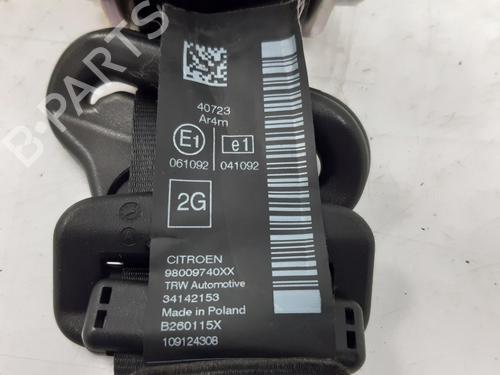 B-PARTS
40723
Ar4m
E1
e1
061092
041092
2G
CITROEN
98009740XX
TRW Automotive
34142153
Made in Poland
B260115X
109124308